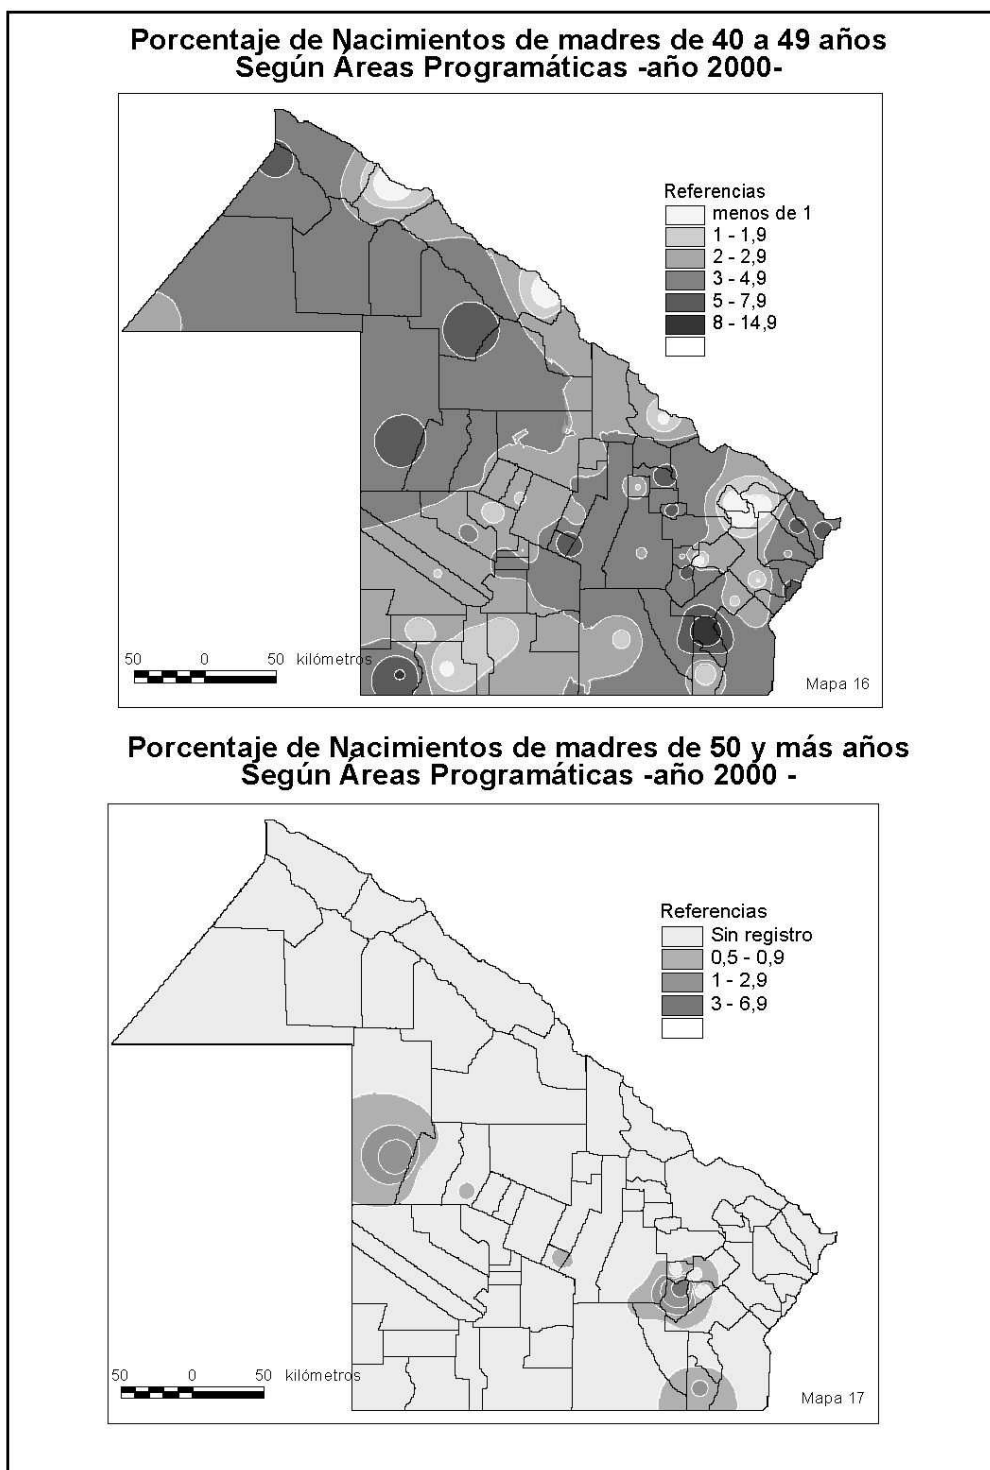 Porcentaje de Nacimientos de madres de 40 a 49 años
Según Áreas Programáticas -año 2000-
Referencias
menos de 1
1 - 1,9
2 - 2,9
3 - 4,9
5 - 7,9
8 - 14,9
50 0 50 kilómetros
Mapa 16
Porcentaje de Nacimientos de madres de 50 y más años
Según Áreas Programáticas -año 2000 -
Referencias
Sin registro
0,5 - 0,9
1 - 2,9
3 - 6,9
50 0 50 kilómetros
Mapa 17